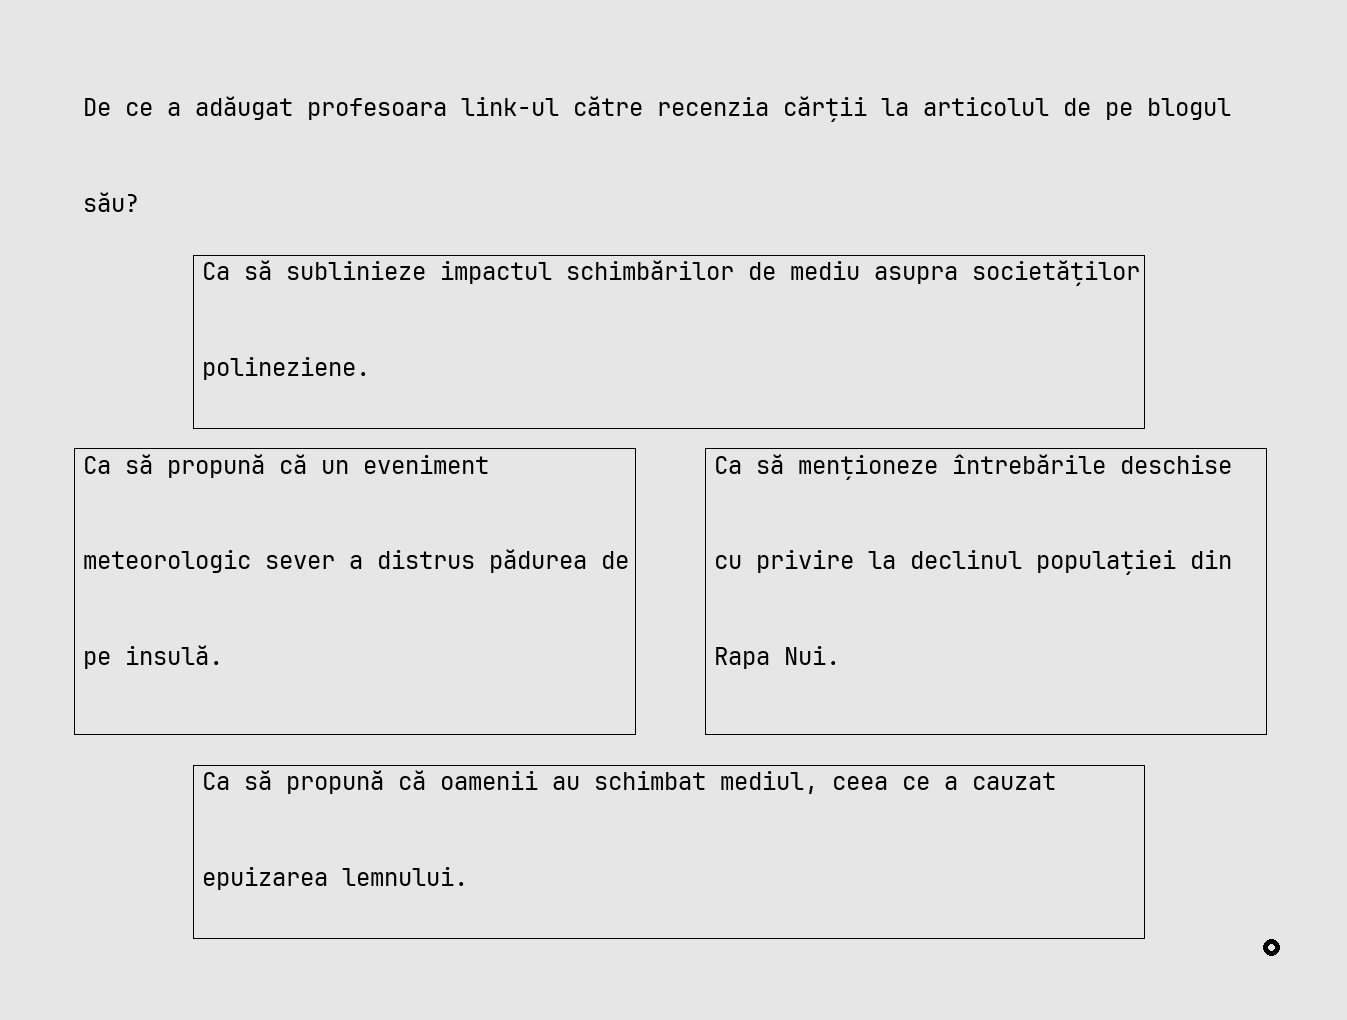 De ce a adăugat profesoara link-ul către recenzia cărții la articolul de pe blogul
său?
Ca să sublinieze impactul schimbărilor de mediu asupra societăților
polineziene.
Ca să propună că un eveniment
meteorologic sever a distrus pădurea de
pe insulă.
Ca să menționeze întrebările deschise
cu privire la declinul populației din
Rapa Nui.
Ca să propună că oamenii au schimbat mediul, ceea ce a cauzat
epuizarea lemnului.